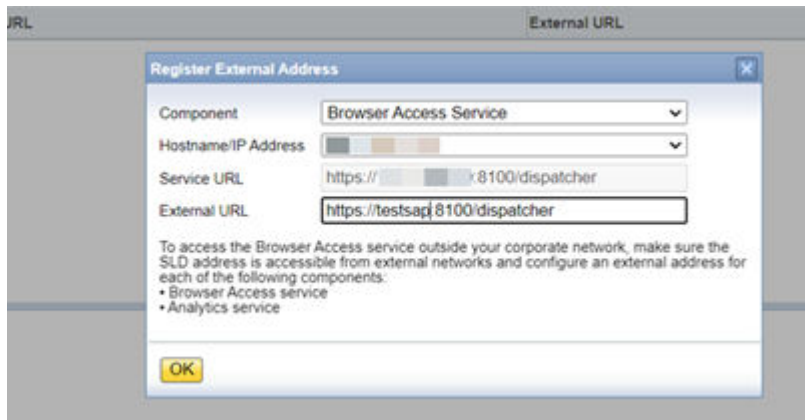 URL External URL
Register External Address
Component Browser Access Service
Hostname/IP Address
Service URL https:// :8100/dispatcher
External URL https://testsap:8100/dispatcher
To access the Browser Access service outside your corporate network, make sure the
SLD address is accessible from external networks and configure an external address for
each of the following components:
• Browser Access service
• Analytics service
OK